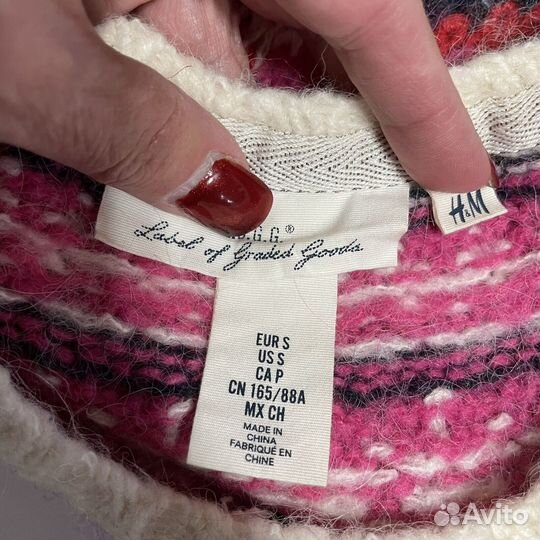 .G.G.®
Label of Graded Goods
H&M
EUR S
US S
CA P
CN 165/88A
MX CH
MADE IN
CHINA
FABRIQUÉ EN
CHINE
Avito